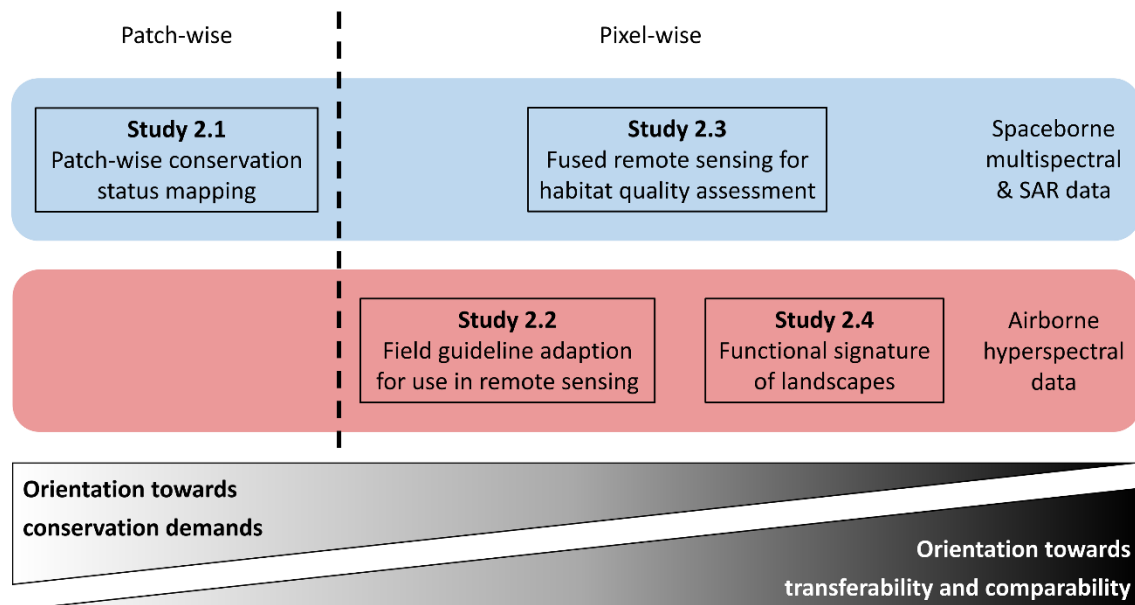 Patch-wise
Pixel-wise
Study 2.1
Patch-wise conservation
status mapping
Study 2.3
Fused remote sensing for
habitat quality assessment
Spaceborne
multispectral
& SAR data
Study 2.2
Field guideline adaption
for use in remote sensing
Study 2.4
Functional signature
of landscapes
Airborne
hyperspectral
data
Orientation towards
conservation demands
Orientation towards
transferability and comparability